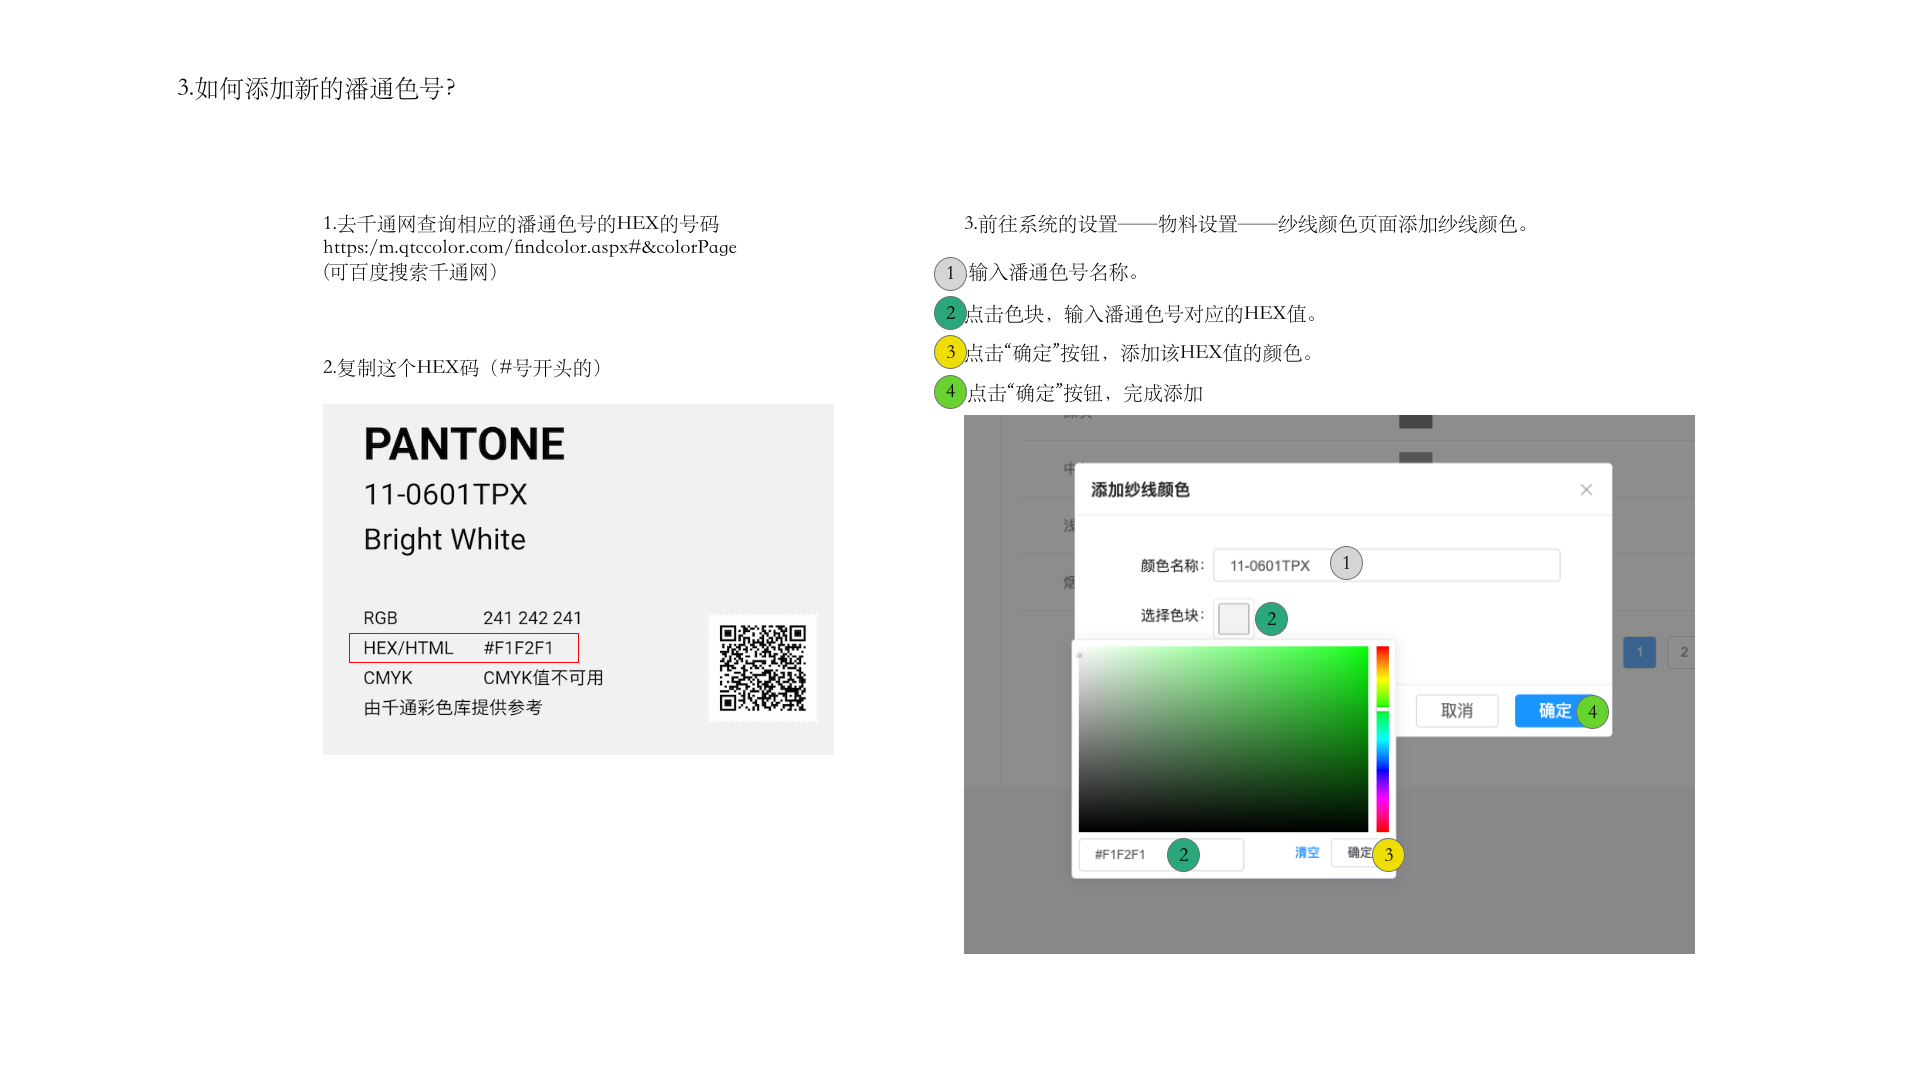 3.如何添加新的潘通色号?
1.去千通网查询相应的潘通色号的HEX的号码
https:/m.qtccolor.com/findcolor.aspx#&colorPage
(可百度搜索千通网）
2.复制这个HEX码（#号开头的）
PANTONE
11-0601TPX
Bright White
RGB 241 242 241
HEX/HTML #F1F2F1
CMYK CMYK值不可用
由千通彩色库提供参考
3.前往系统的设置——物料设置——纱线颜色页面添加纱线颜色。
1 输入潘通色号名称。
2 点击色块，输入潘通色号对应的HEX值。
3 点击“确定”按钮，添加该HEX值的颜色。
4 点击“确定”按钮，完成添加
中
浅
烟
添加纱线颜色
颜色名称: 11-0601TPX 1
选择色块: 2
1 2
取消 确定 4
#F1F2F1 2 清空 确定 3